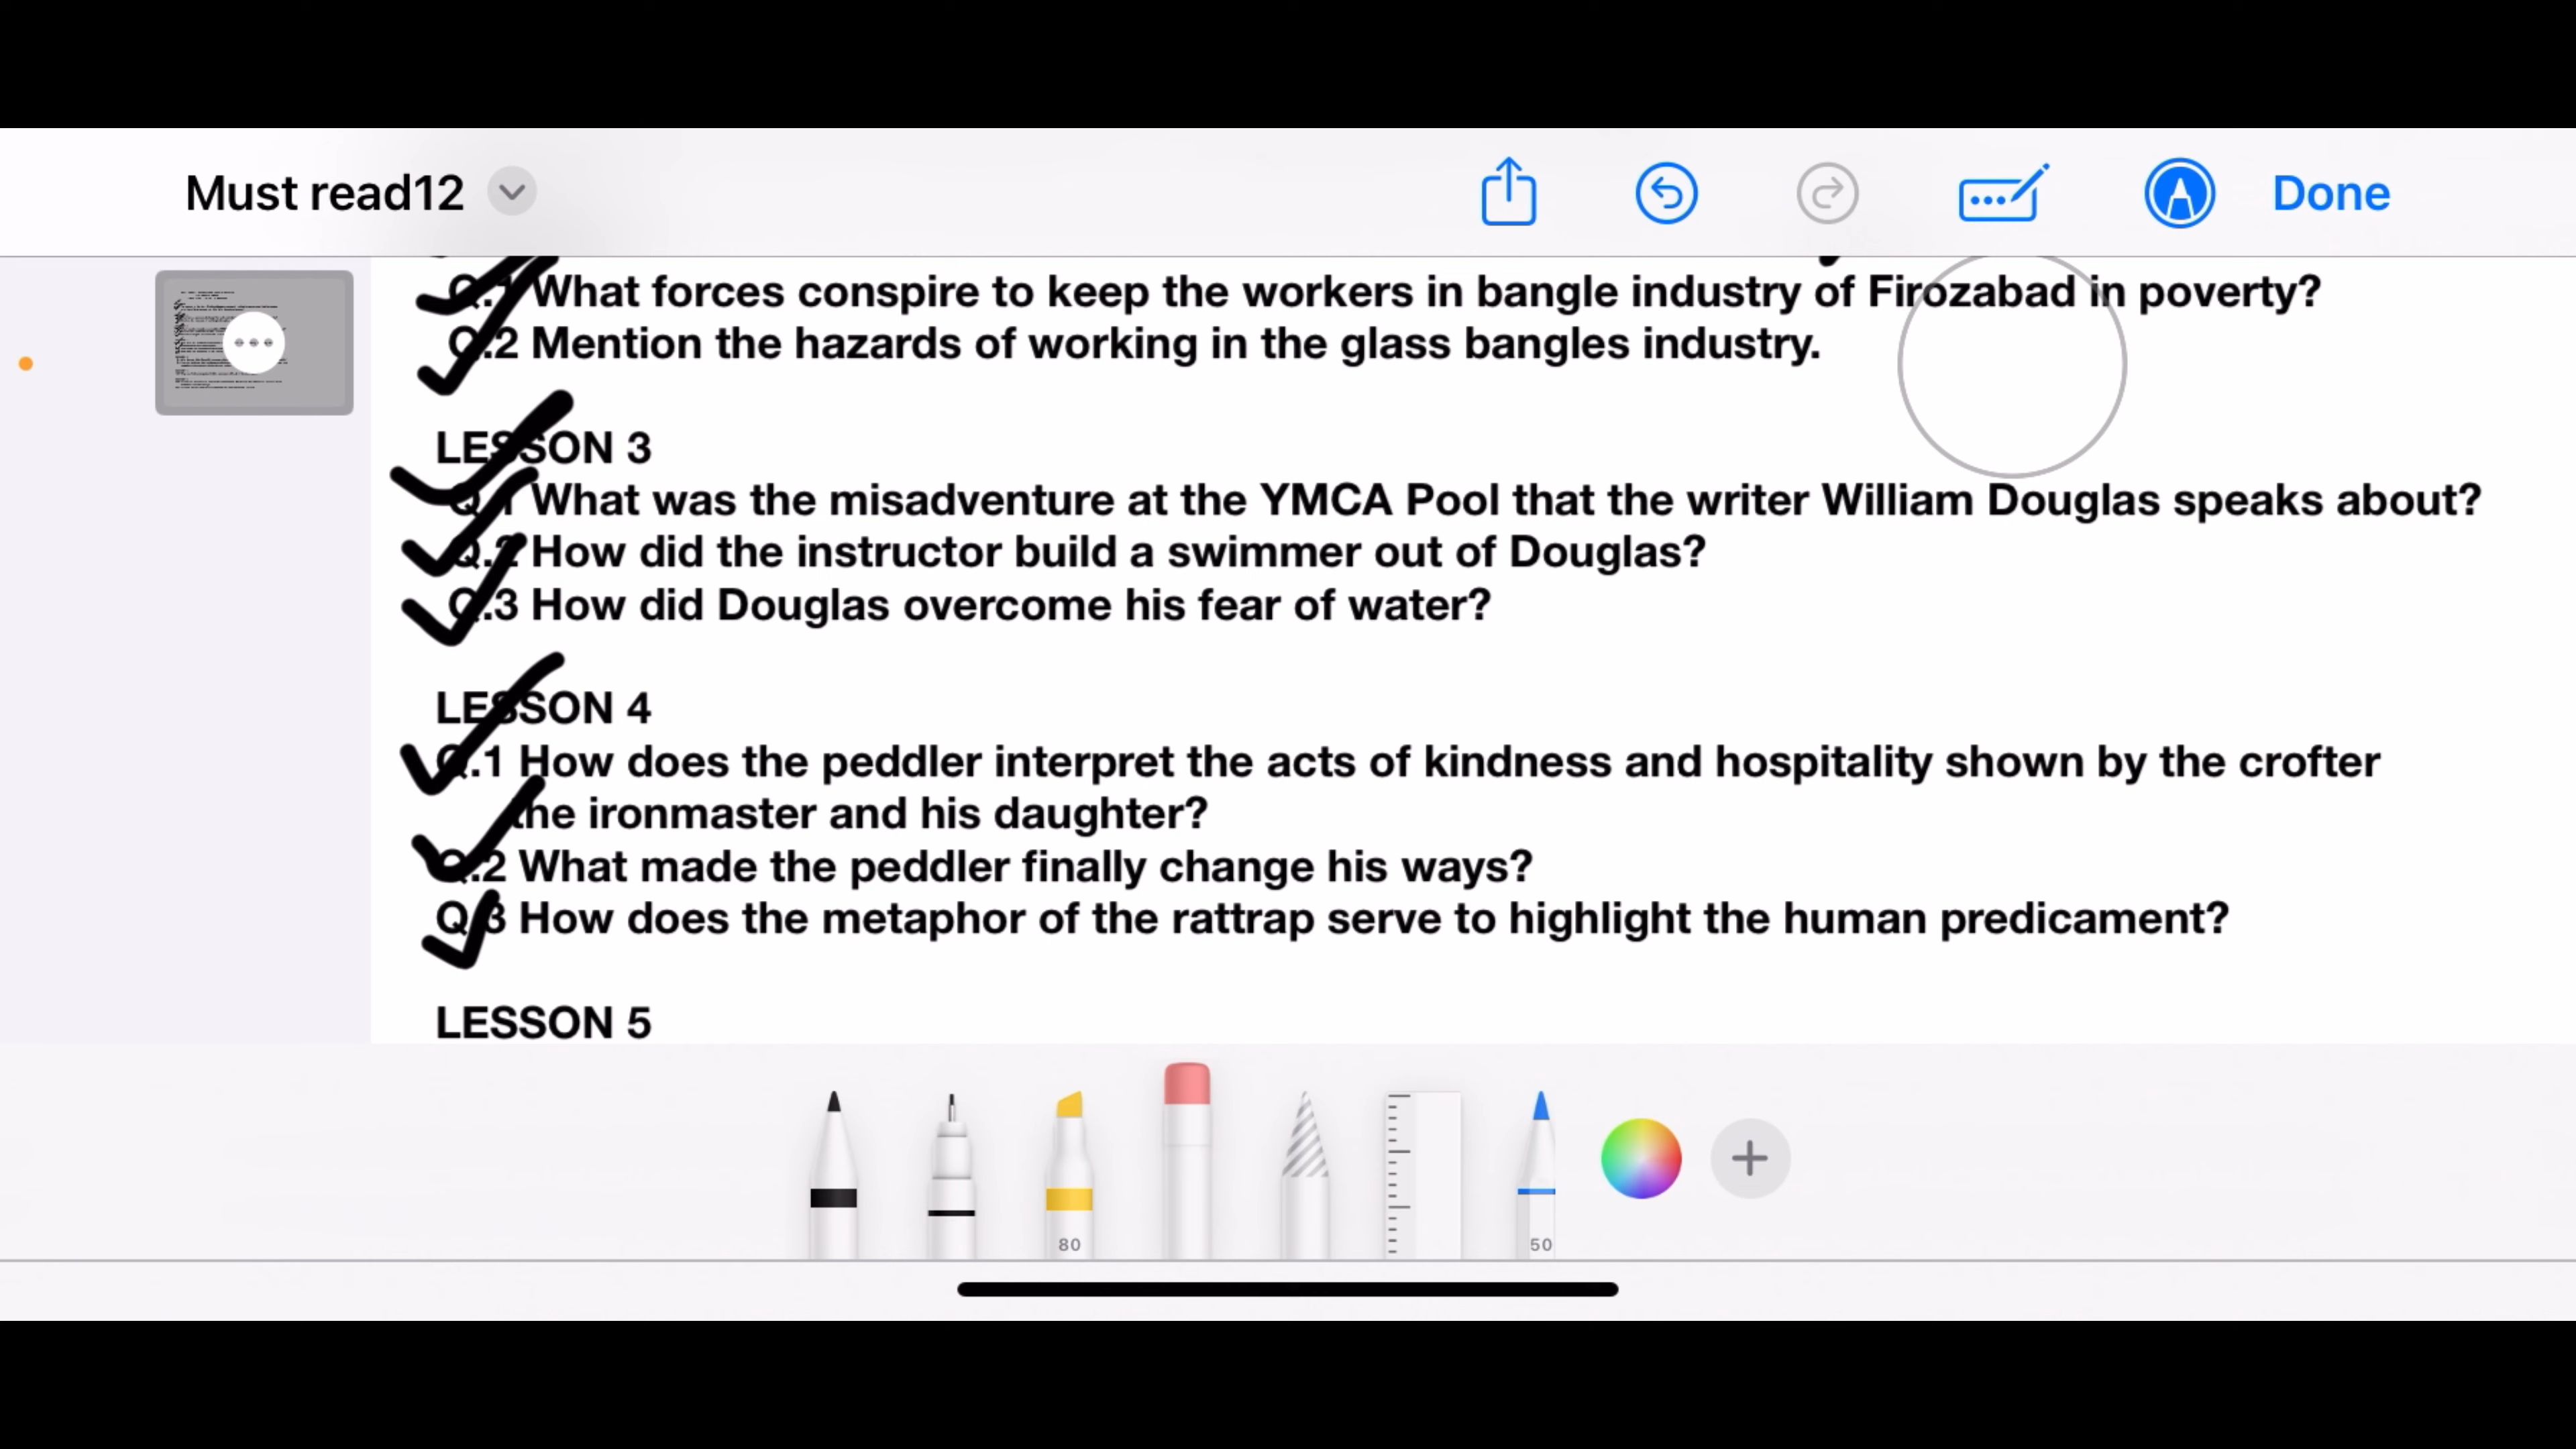 Must read12
Done
Q.1 What forces conspire to keep the workers in bangle industry of Firozabad in poverty?
Q.2 Mention the hazards of working in the glass bangles industry.
LESSON 3
Q.1 What was the misadventure at the YMCA Pool that the writer William Douglas speaks about?
Q.2 How did the instructor build a swimmer out of Douglas?
Q.3 How did Douglas overcome his fear of water?
LESSON 4
Q.1 How does the peddler interpret the acts of kindness and hospitality shown by the crofter
the ironmaster and his daughter?
Q.2 What made the peddler finally change his ways?
Q.3 How does the metaphor of the rattrap serve to highlight the human predicament?
LESSON 5
80
50